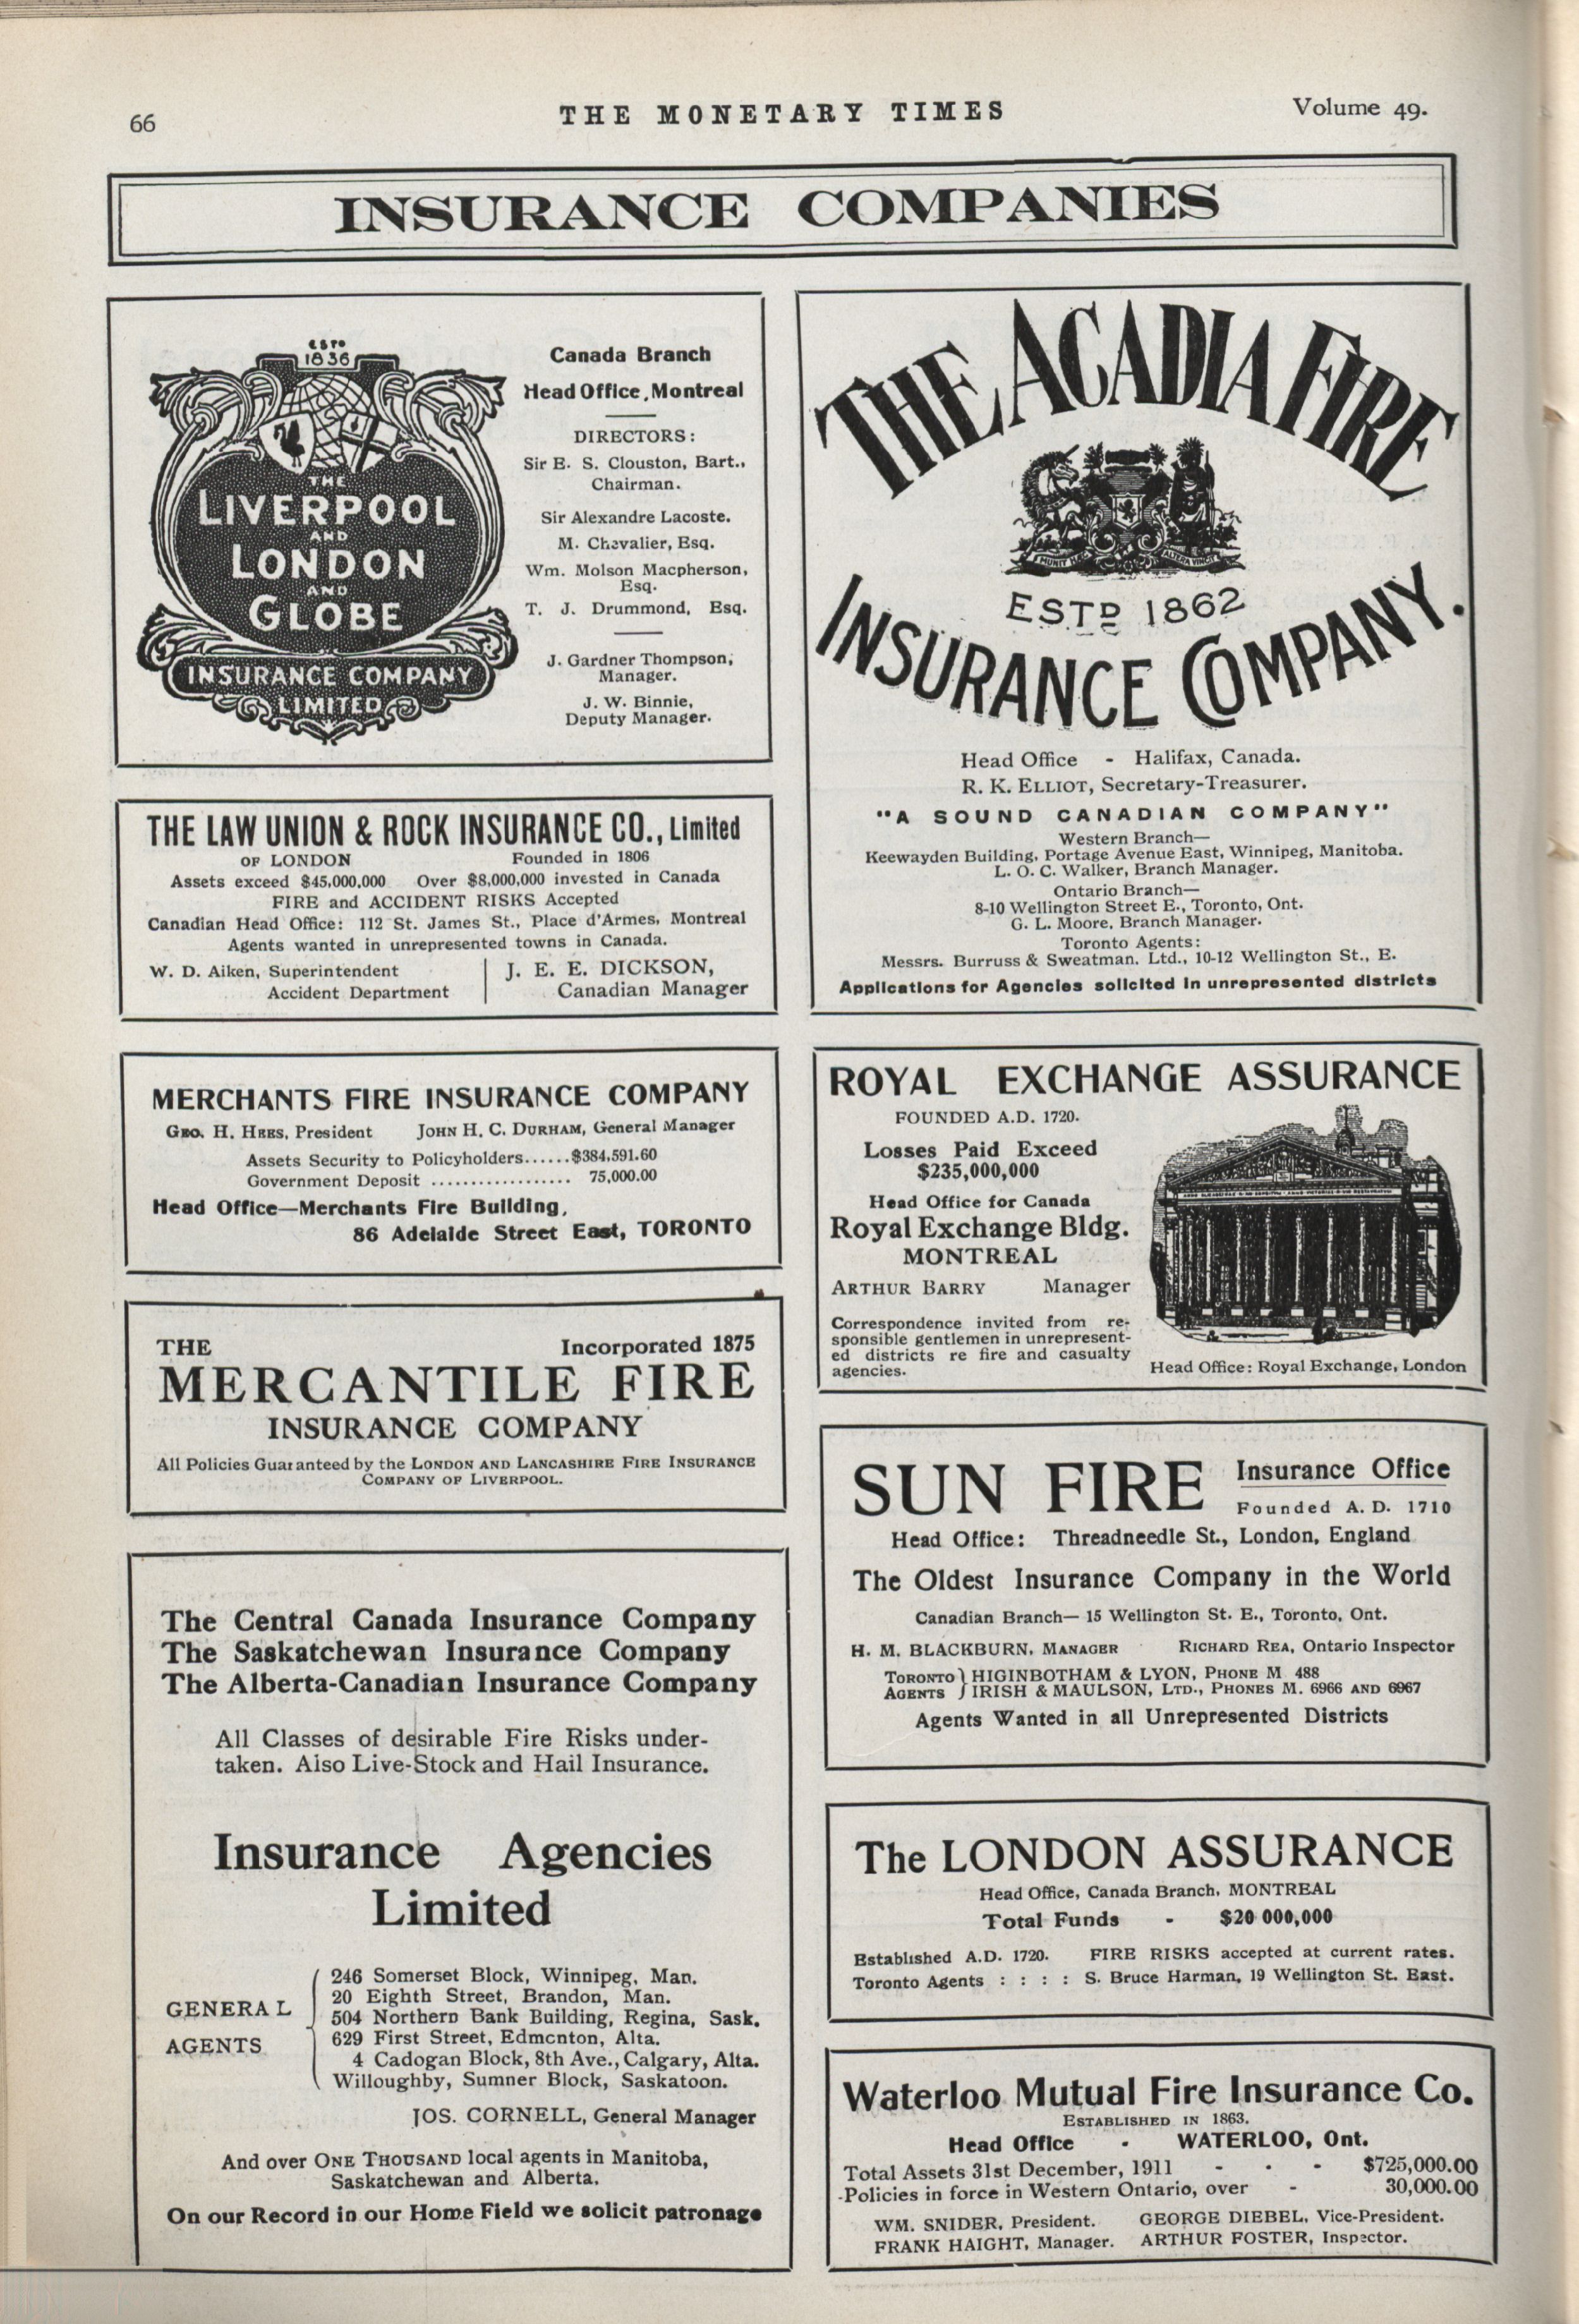 66
THE MONETARY TIMES
Volume 49.
INSURANCE COMPANIES
ESTD
1836
THE
LIVERPOOL
AND
LONDON
AND
GLOBE
INSURANCE COMPANY
LIMITED
Canada Branch
Head Office, Montreal
DIRECTORS:
Sir E. S. Clouston, Bart.,
Chairman.
Sir Alexandre Lacoste.
M. Chevalier, Esq.
Wm. Molson Macpherson,
Esq.
T. J. Drummond, Esq.
J. Gardner Thompson,
Manager.
J. W. Binnie,
Deputy Manager.
THE LAW UNION & ROCK INSURANCE CO., Limited
OF LONDON Founded in 1806
Assets exceed $45,000,000 Over $8,000,000 invested in Canada
FIRE and ACCIDENT RISKS Accepted
Canadian Head Office: 112 St. James St., Place d'Armes, Montreal
Agents wanted in unrepresented towns in Canada.
W. D. Aiken, Superintendent
Accident Department
J. E. E. DICKSON,
Canadian Manager
MERCHANTS FIRE INSURANCE COMPANY
GEO. H. HEES, President JOHN H. C. DURHAM, General Manager
Assets Security to Policyholders......$384,591.60
Government Deposit .................. 75,000.00
Head Office—Merchants Fire Building,
86 Adelaide Street East, TORONTO
THE Incorporated 1875
MERCANTILE FIRE
INSURANCE COMPANY
All Policies Guaranteed by the LONDON AND LANCASHIRE FIRE INSURANCE
COMPANY OF LIVERPOOL.
The Central Canada Insurance Company
The Saskatchewan Insurance Company
The Alberta-Canadian Insurance Company
All Classes of desirable Fire Risks under-
taken. Also Live-Stock and Hail Insurance.
Insurance Agencies
Limited
GENERAL
AGENTS
246 Somerset Block, Winnipeg, Man.
20 Eighth Street, Brandon, Man.
504 Northern Bank Building, Regina, Sask.
629 First Street, Edmonton, Alta.
4 Cadogan Block, 8th Ave., Calgary, Alta.
Willoughby, Sumner Block, Saskatoon.
JOS. CORNELL, General Manager
And over ONE THOUSAND local agents in Manitoba,
Saskatchewan and Alberta.
On our Record in our Home Field we solicit patronage
THE ACADIA FIRE
MUNIT HAEC ALTERA VINCIT
ESTD 1862
INSURANCE COMPANY.
Head Office - Halifax, Canada.
R. K. ELLIOT, Secretary-Treasurer.
"A SOUND CANADIAN COMPANY"
Western Branch—
Keewayden Building, Portage Avenue East, Winnipeg, Manitoba.
L. O. C. Walker, Branch Manager.
Ontario Branch—
8-10 Wellington Street E., Toronto, Ont.
G. L. Moore, Branch Manager.
Toronto Agents:
Messrs. Burruss & Sweatman. Ltd., 10-12 Wellington St., E.
Applications for Agencies solicited in unrepresented districts
ROYAL EXCHANGE ASSURANCE
FOUNDED A.D. 1720.
Losses Paid Exceed
$235,000,000
Head Office for Canada
Royal Exchange Bldg.
MONTREAL
ARTHUR BARRY Manager
Correspondence invited from re-
sponsible gentlemen in unrepresent-
ed districts re fire and casualty
agencies.
Head Office: Royal Exchange, London
SUN FIRE Insurance Office
Founded A. D. 1710
Head Office: Threadneedle St., London, England
The Oldest Insurance Company in the World
Canadian Branch— 15 Wellington St. E., Toronto, Ont.
H. M. BLACKBURN, MANAGER RICHARD REA, Ontario Inspector
TORONTO } HIGINBOTHAM & LYON, PHONE M 488
AGENTS } IRISH & MAULSON, LTD., PHONES M. 6966 AND 6967
Agents Wanted in all Unrepresented Districts
The LONDON ASSURANCE
Head Office, Canada Branch, MONTREAL
Total Funds - $20 000,000
Established A.D. 1720. FIRE RISKS accepted at current rates.
Toronto Agents : : : : S. Bruce Harman, 19 Wellington St. East.
Waterloo Mutual Fire Insurance Co.
ESTABLISHED IN 1863.
Head Office - WATERLOO, Ont.
Total Assets 31st December, 1911 - - - $725,000.00
Policies in force in Western Ontario, over - 30,000.00
WM. SNIDER, President. GEORGE DIEBEL, Vice-President.
FRANK HAIGHT, Manager. ARTHUR FOSTER, Inspector.